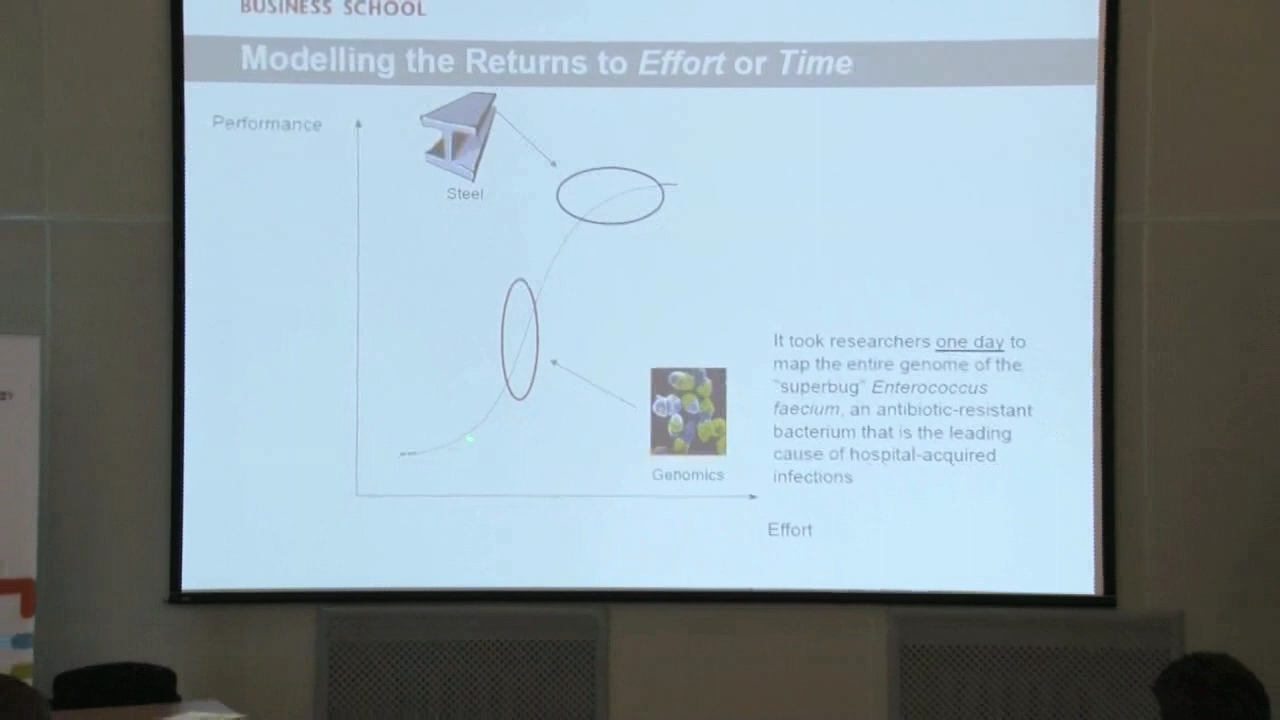 BUSINESS SCHOOL
Modelling the Returns to Effort or Time
Performance
Steel
It took researchers one day to
map the entire genome of the
"superbug" Enterococcus
faecium, an antibiotic-resistant
bacterium that is the leading
cause of hospital-acquired
infections
Genomics
Effort